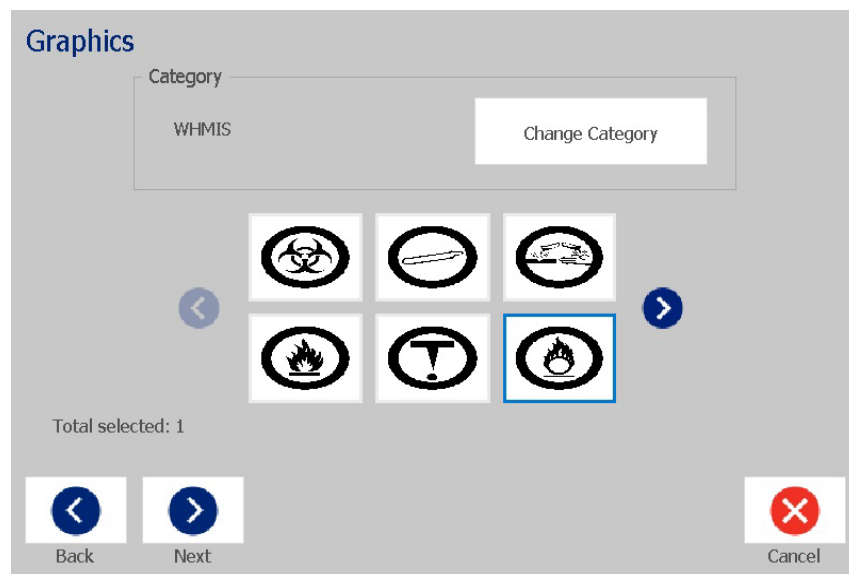 Graphics
Category
WHMIS
Change Category
Total selected: 1
Back
Next
Cancel